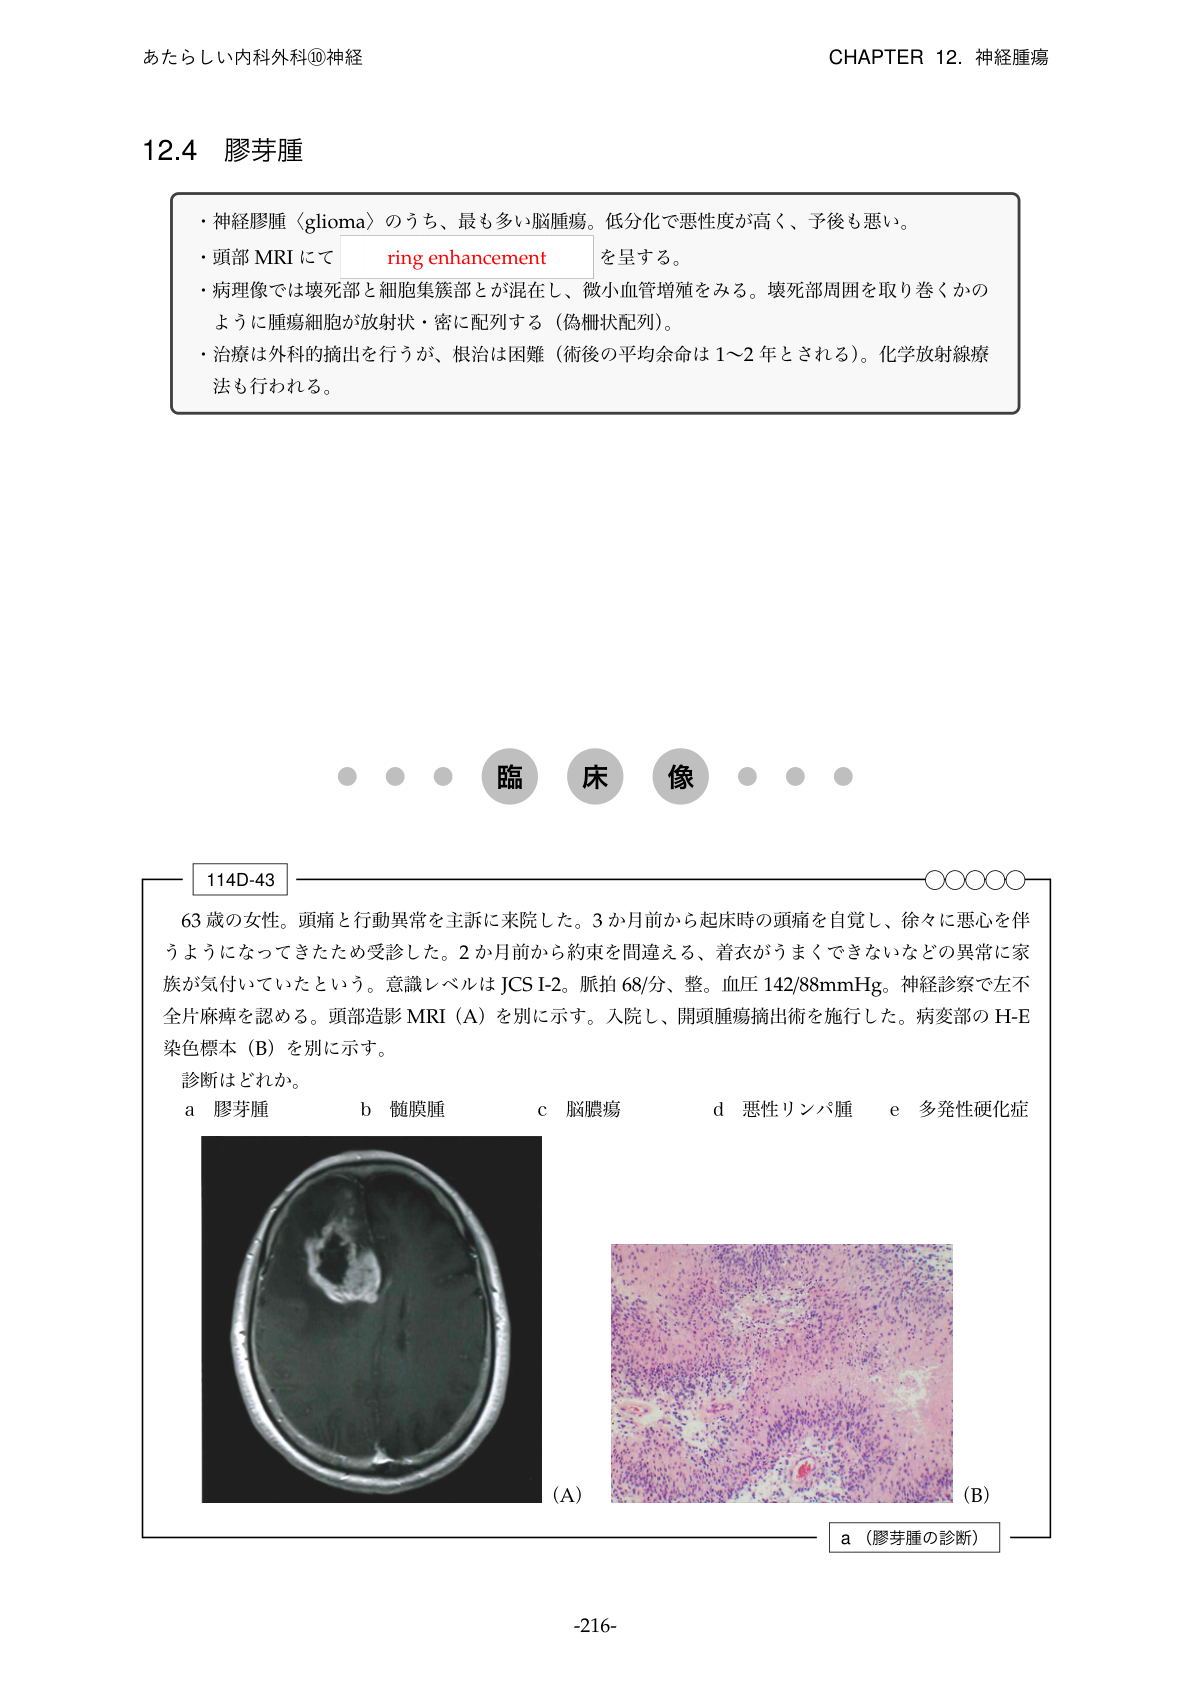 あたらしい内科外科⑩神経
CHAPTER 12. 神経腫瘍
12.4 膠芽腫
・神経膠腫〈glioma〉のうち、最も多い脳腫瘍。低分化で悪性度が高く、予後も悪い。
・頭部 MRI にて ring enhancement を呈する。
・病理像では壊死部と細胞集簇部とが混在し、微小血管増殖をみる。壊死部周囲を取り巻くかの
ように腫瘍細胞が放射状・密に配列する（偽柵状配列）。
・治療は外科的摘出を行うが、根治は困難（術後の平均余命は 1〜2 年とされる）。化学放射線療
法も行われる。
臨床像
114D-43
63 歳の女性。頭痛と行動異常を主訴に来院した。3 か月前から起床時の頭痛を自覚し、徐々に悪心を伴
うようになってきたため受診した。2 か月前から約束を間違える、着衣がうまくできないなどの異常に家
族が気付いていたという。意識レベルは JCS I-2。脈拍 68/分、整。血圧 142/88mmHg。神経診察で左不
全片麻痺を認める。頭部造影 MRI（A）を別に示す。入院し、開頭腫瘍摘出術を施行した。病変部の H-E
染色標本（B）を別に示す。
診断はどれか。
a 膠芽腫 b 髄膜腫 c 脳膿瘍 d 悪性リンパ腫 e 多発性硬化症
(A)
(B)
a （膠芽腫の診断）
-216-